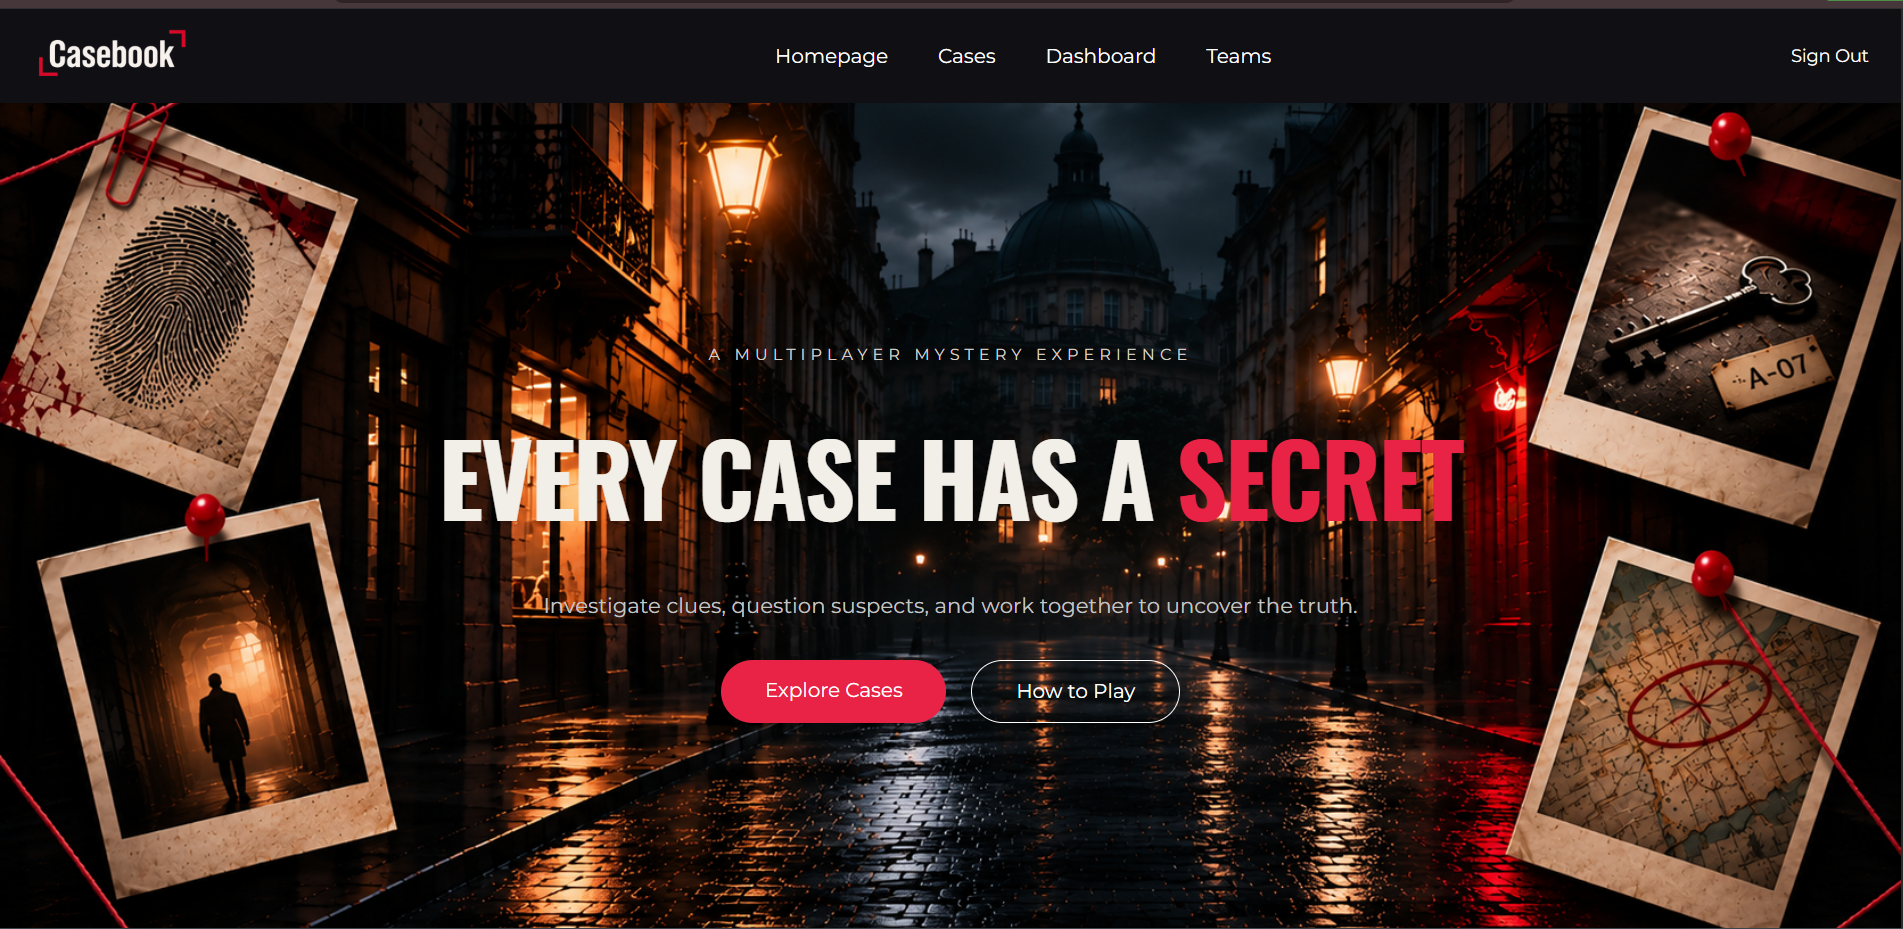 Casebook
Homepage Cases Dashboard Teams
Sign Out
A MULTIPLAYER MYSTERY EXPERIENCE
EVERY CASE HAS A SECRET
A-07
Investigate clues, question suspects, and work together to uncover the truth.
Explore Cases
How to Play